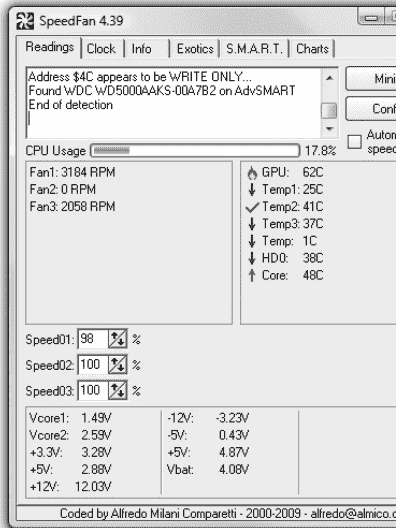 SpeedFan 4.39
Readings Clock Info Exotics S.M.A.R.T. Charts
Address $4C appears to be WRITE ONLY...
Found WDC WD5000AAKS-00A7B2 on AdvSMART
End of detection
Mini
Conf
Autom
speed
CPU Usage 17.8%
Fan1: 3184 RPM
Fan2: 0 RPM
Fan3: 2058 RPM
GPU: 62C
Temp1: 25C
Temp2: 41C
Temp3: 37C
Temp: 1C
HD0: 38C
Core: 48C
Speed01: 98 %
Speed02: 100 %
Speed03: 100 %
Vcore1: 1.49V
Vcore2: 2.59V
+3.3V: 3.28V
+5V: 2.88V
+12V: 12.03V
-12V: -3.23V
-5V: 0.43V
+5V: 4.87V
Vbat: 4.08V
Coded by Alfredo Milani Comparetti - 2000-2009 - alfredo@almico.c